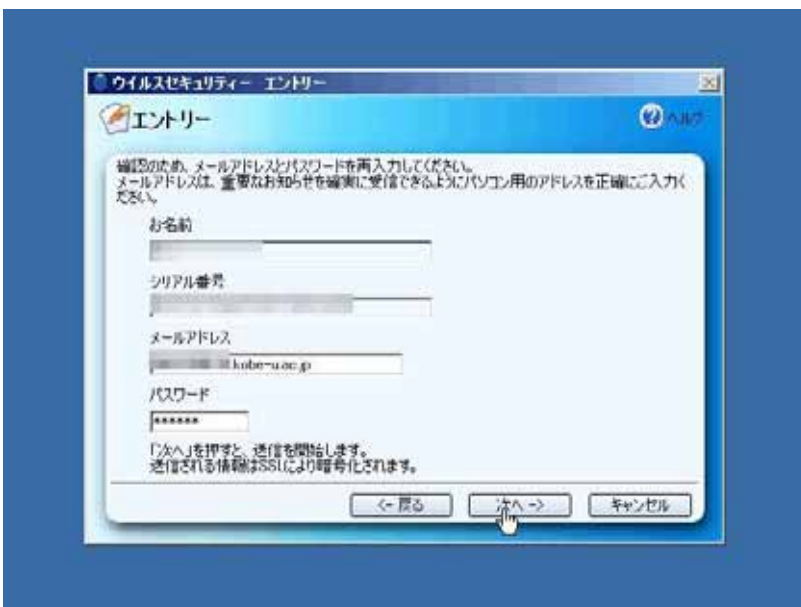 ウイルスセキュリティー エントリー
エントリー
ヘルプ
確認のため、メールアドレスとパスワードを再入力してください。
メールアドレスは、重要なお知らせを確実に受信できるようにパソコン用のアドレスを正確にご入力く
ださい。
お名前
シリアル番号
メールアドレス
kobe-u.ac.jp
パスワード
******
「次へ」を押すと、送信を開始します。
送信される情報はSSLにより暗号化されます。
<- 戻る
次へ ->
キャンセル